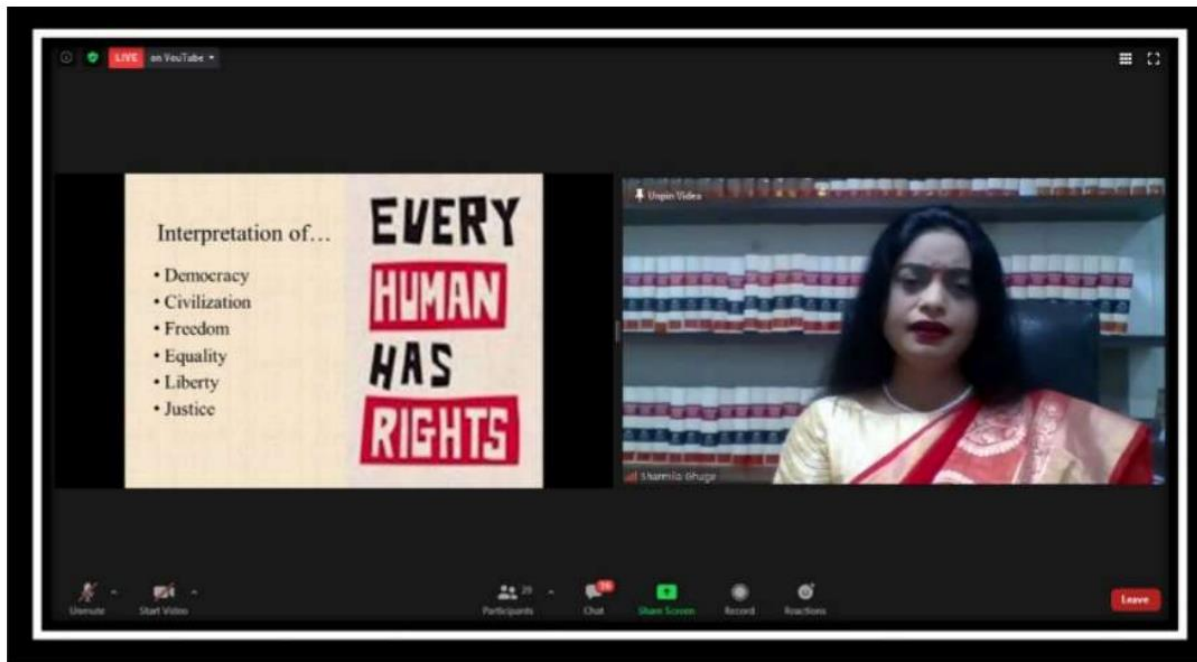 LIVE on YouTube
Interpretation of...
• Democracy
• Civilization
• Freedom
• Equality
• Liberty
• Justice
EVERY
HUMAN
HAS
RIGHTS
Unpin Video
Sharmila Ghuge
Unmute
Start Video
Participants 29
Chat
Share Screen
Record
Reactions
Leave